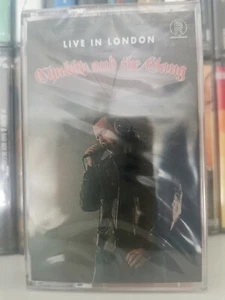 LIVE IN LONDON
Chubby and the Gang